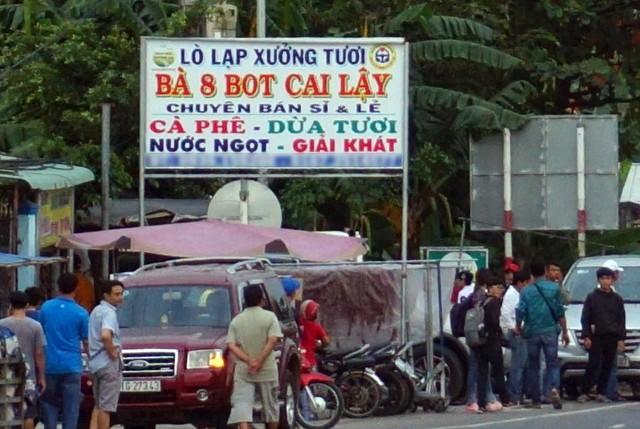 LÒ LẠP XƯỞNG TƯƠI
BÀ 8 BOT CAI LẬY
CHUYÊN BÁN SỈ & LẺ
CÀ PHÊ - DỪA TƯƠI
NƯỚC NGỌT - GIẢI KHÁT